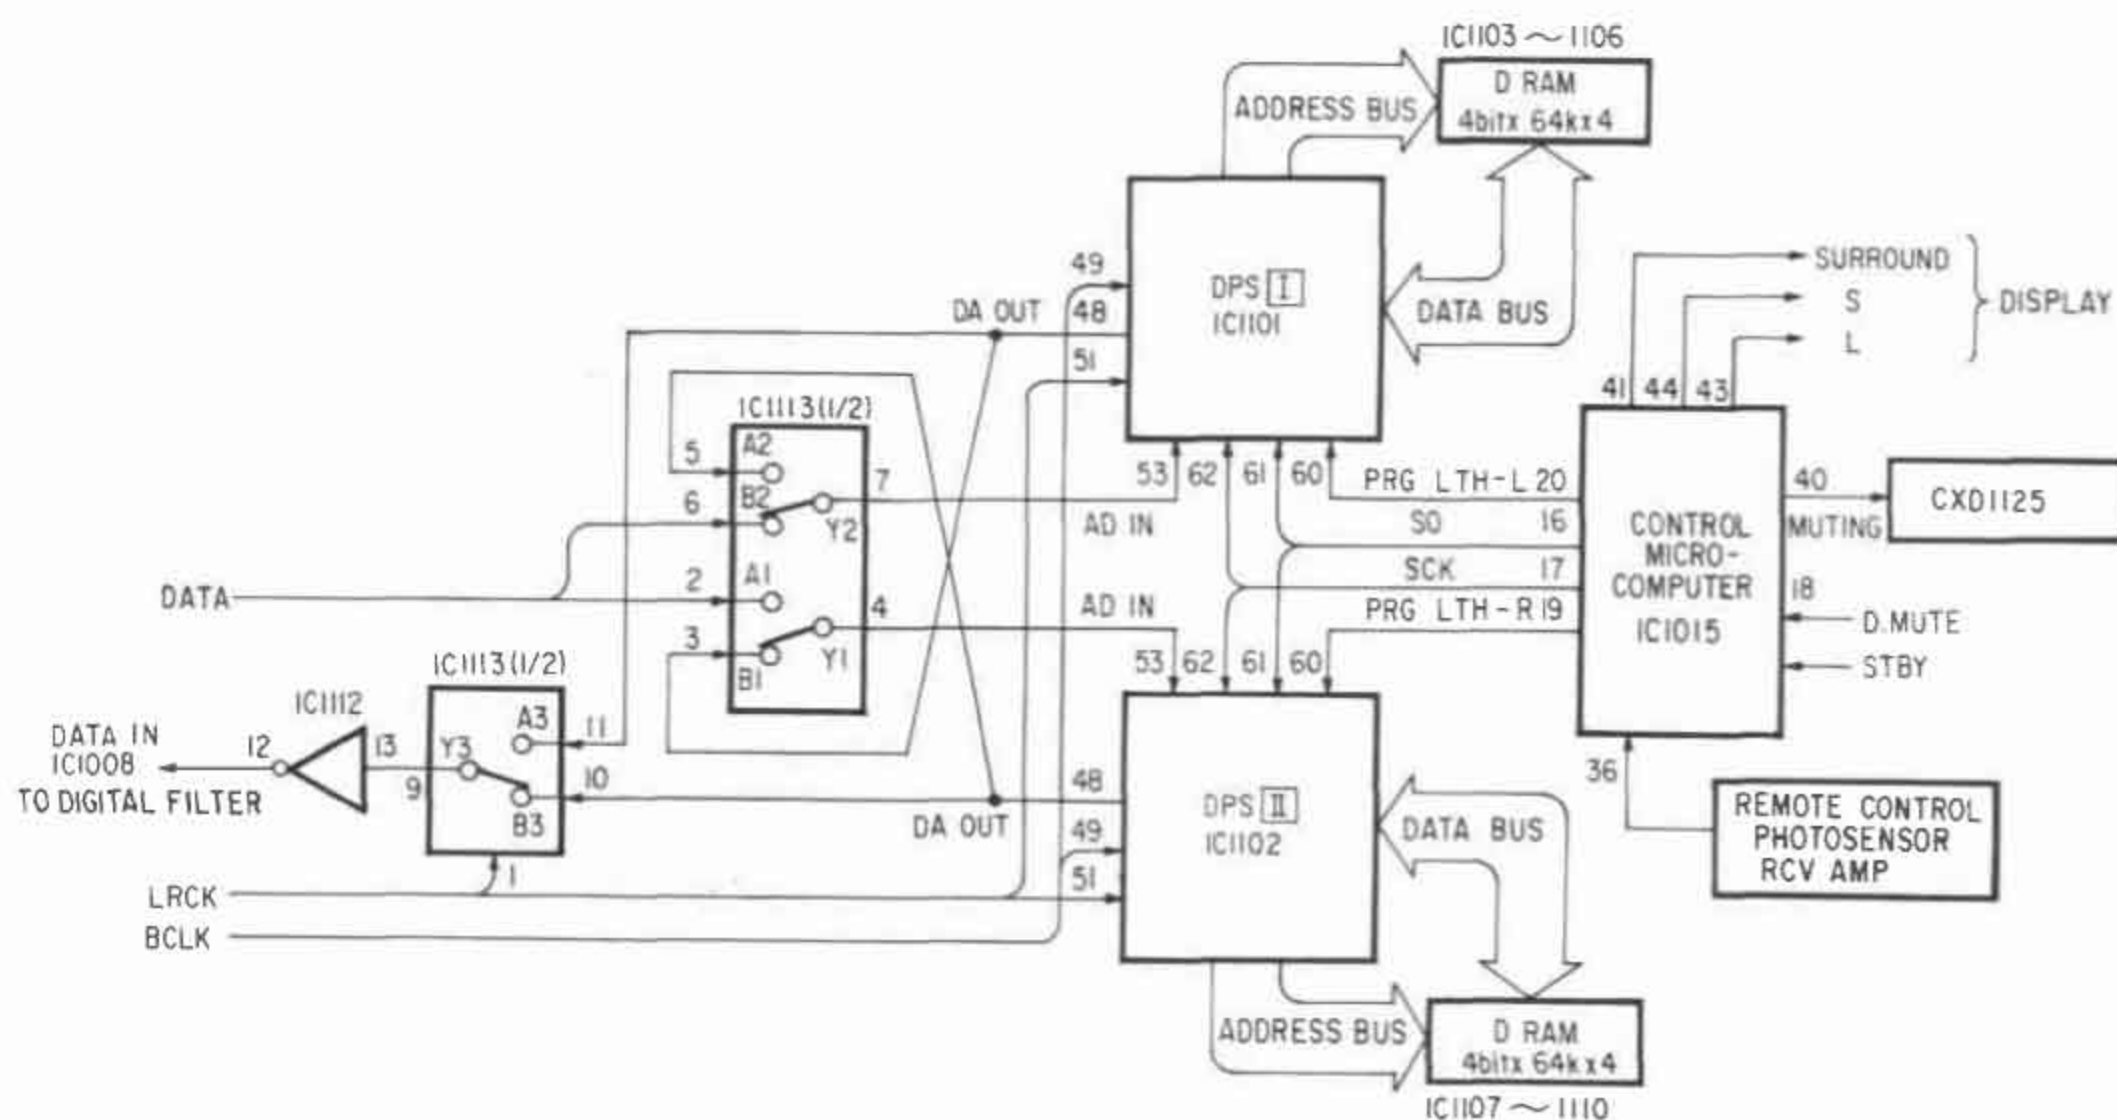 IC1103～1106
D RAM
4bitx 64kx4
ADDRESS BUS
DPS I
IC1101
DATA BUS
49
48
51
DA OUT
53
62
61
60
SURROUND
S
L
DISPLAY
41
44
43
IC1113(1/2)
5
A2
6
B2
Y2
7
AD IN
2
A1
3
B1
Y1
4
AD IN
DATA
PRG LTH-L 20
SO 16
SCK 17
PRG LTH-R 19
CONTROL
MICRO-
COMPUTER
IC1015
40
MUTING
CXD1125
18
D.MUTE
STBY
36
REMOTE CONTROL
PHOTOSENSOR
RCV AMP
53
62
61
60
IC1113(1/2)
A3
11
Y3
9
10
B3
1
IC1112
12
13
DATA IN
IC1008
TO DIGITAL FILTER
LRCK
BCLK
48
DA OUT
49
51
DPS II
IC1102
DATA BUS
ADDRESS BUS
D RAM
4bitx 64kx4
IC1107～1110